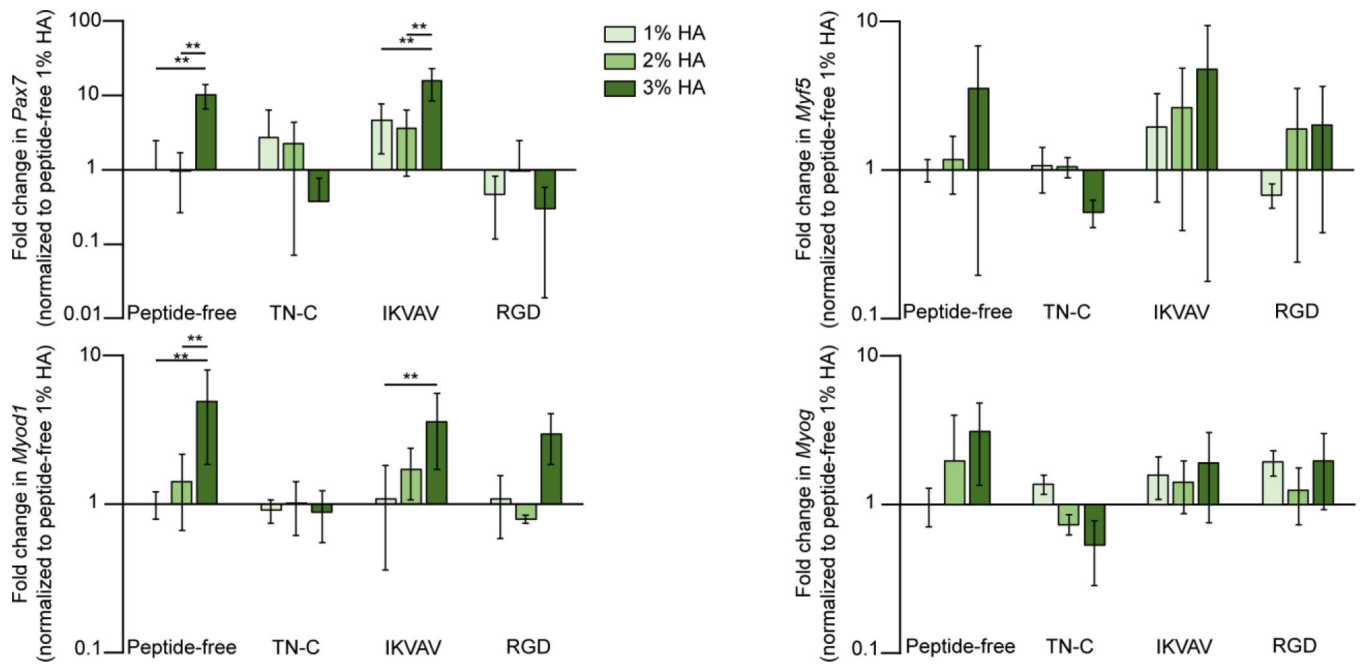 Fold change in Pax7
(normalized to peptide-free 1% HA)
100
10
1
0.1
0.01
**
**
**
**
Peptide-free
TN-C
IKVAV
RGD
1% HA
2% HA
3% HA
Fold change in Myf5
(normalized to peptide-free 1% HA)
10
1
0.1
Peptide-free
TN-C
IKVAV
RGD
Fold change in Myod1
(normalized to peptide-free 1% HA)
10
1
0.1
**
**
**
Peptide-free
TN-C
IKVAV
RGD
Fold change in Myog
(normalized to peptide-free 1% HA)
10
1
0.1
Peptide-free
TN-C
IKVAV
RGD